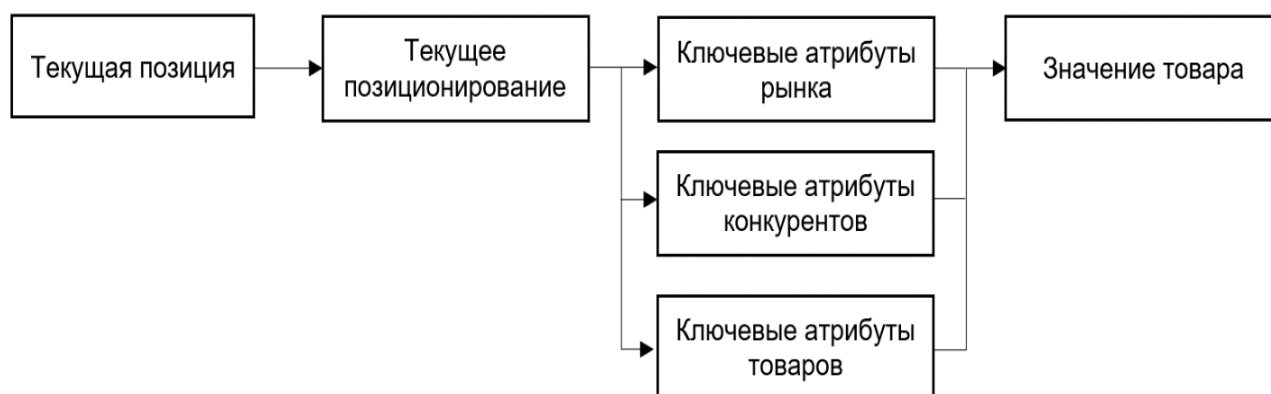 Текущая позиция
Текущее
позиционирование
Ключевые атрибуты
рынка
Значение товара
Ключевые атрибуты
конкурентов
Ключевые атрибуты
товаров